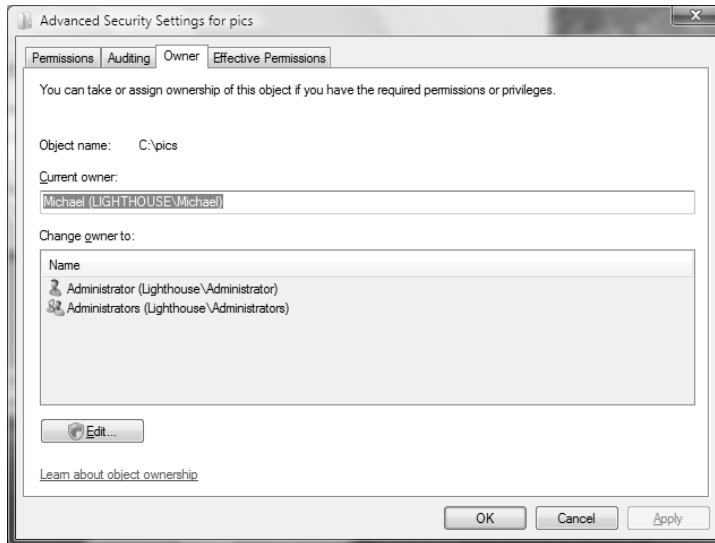 Advanced Security Settings for pics
Permissions Auditing Owner Effective Permissions
You can take or assign ownership of this object if you have the required permissions or privileges.
Object name: C:\pics
Current owner:
Michael (LIGHTHOUSE\Michael)
Change owner to:
Name
Administrator (Lighthouse\Administrator)
Administrators (Lighthouse\Administrators)
Edit...
Learn about object ownership
OK Cancel Apply